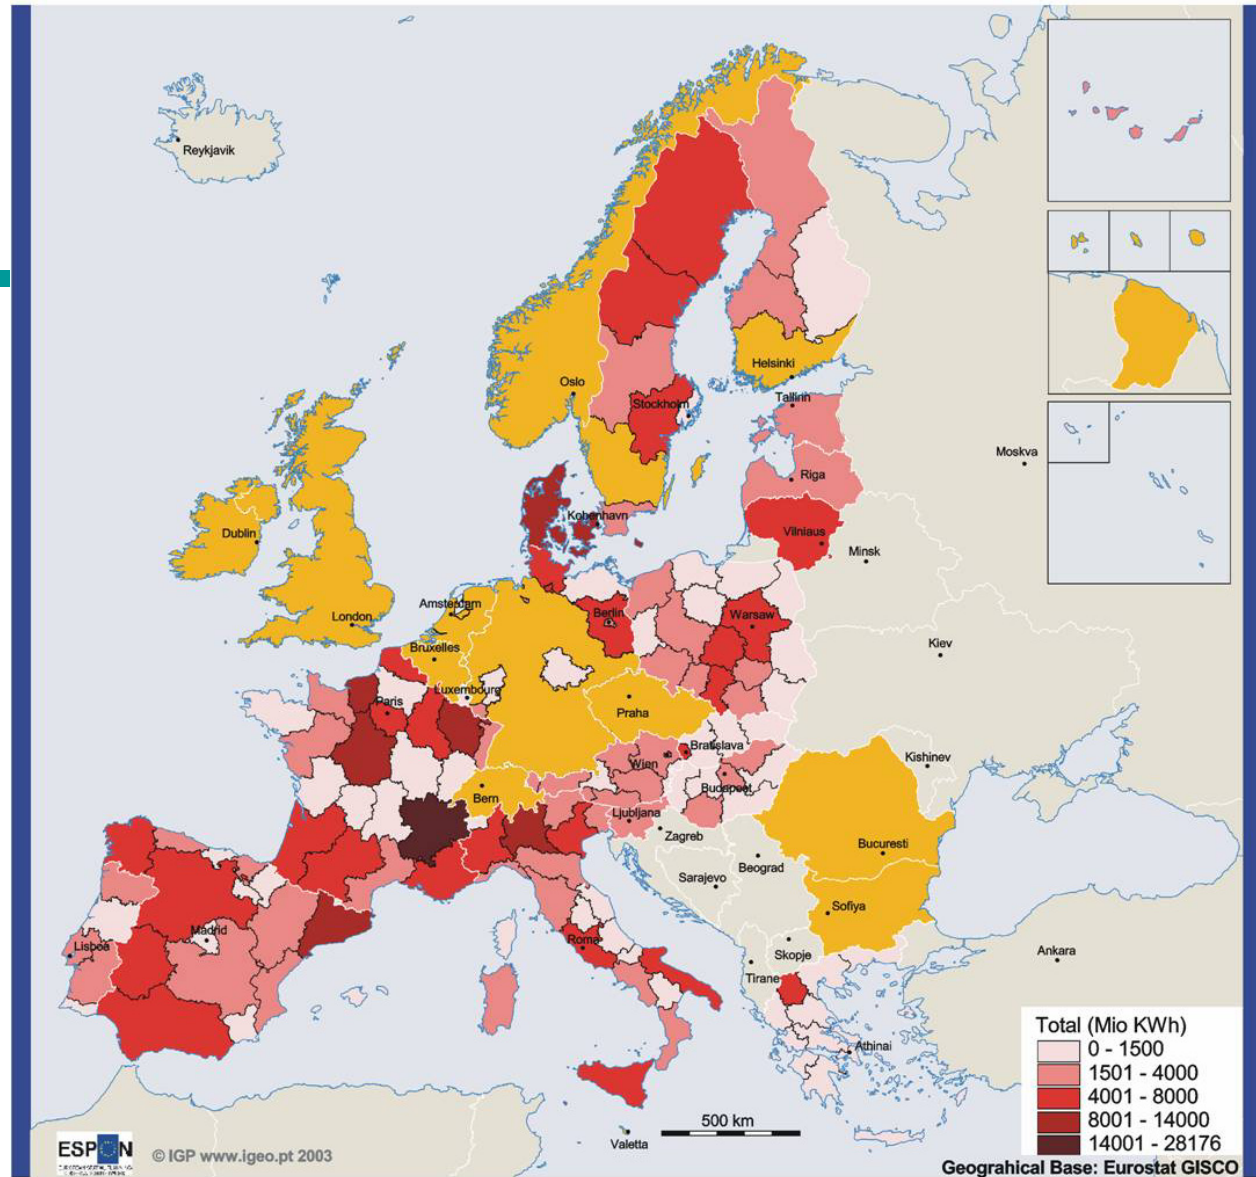 Reykjavik
Oslo
Helsinki
Stockholm
Tallinn
Moskva
Riga
Kobenhavn
Vilniaus
Minsk
Dublin
London
Amsterdam
Berlin
Warsaw
Kiev
Bruxelles
Luxembourg
Paris
Praha
Bratislava
Wien
Kishinev
Budapest
Bern
Ljubljana
Zagreb
Bucuresti
Beograd
Sarajevo
Sofiya
Madrid
Lisboa
Roma
Skopje
Tirane
Ankara
Athinai
Valetta
500 km
Total (Mio KWh)
0 - 1500
1501 - 4000
4001 - 8000
8001 - 14000
14001 - 28176
ESPON
© IGP www.igeo.pt 2003
Geograhical Base: Eurostat GISCO